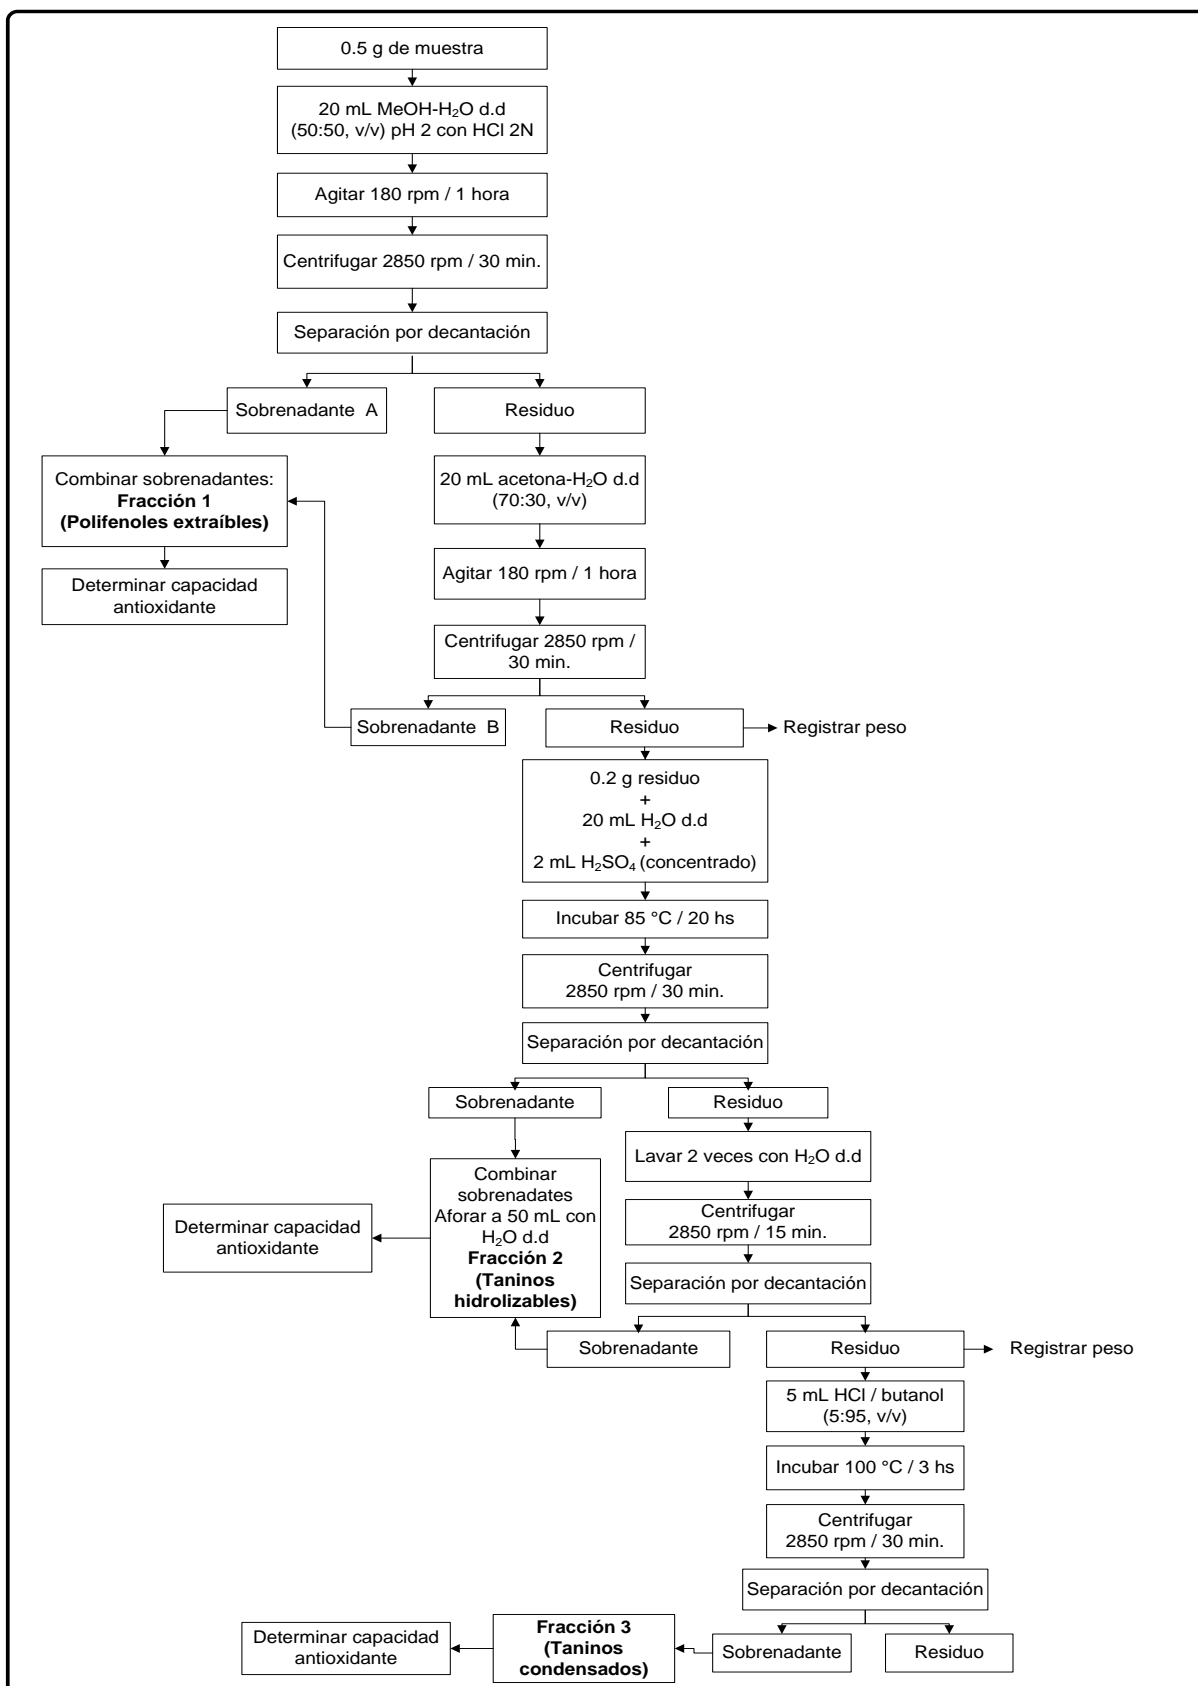 0.5 g de muestra
20 mL MeOH-H₂O d.d
(50:50, v/v) pH 2 con HCl 2N
Agitar 180 rpm / 1 hora
Centrifugar 2850 rpm / 30 min.
Separación por decantación
Sobrenadante A
Residuo
Combinar sobrenadantes:
Fracción 1
(Polifenoles extraíbles)
Determinar capacidad
antioxidante
20 mL acetona-H₂O d.d
(70:30, v/v)
Agitar 180 rpm / 1 hora
Centrifugar 2850 rpm /
30 min.
Sobrenadante B
Residuo
Registrar peso
0.2 g residuo
+
20 mL H₂O d.d
+
2 mL H₂SO₄ (concentrado)
Incubar 85 °C / 20 hs
Centrifugar
2850 rpm / 30 min.
Separación por decantación
Sobrenadante
Residuo
Combinar
sobrenadates
Aforar a 50 mL con
H₂O d.d
Fracción 2
(Taninos
hidrolizables)
Determinar capacidad
antioxidante
Lavar 2 veces con H₂O d.d
Centrifugar
2850 rpm / 15 min.
Separación por decantación
Sobrenadante
Residuo
Registrar peso
5 mL HCl / butanol
(5:95, v/v)
Incubar 100 °C / 3 hs
Centrifugar
2850 rpm / 30 min.
Separación por decantación
Sobrenadante
Residuo
Fracción 3
(Taninos
condensados)
Determinar capacidad
antioxidante